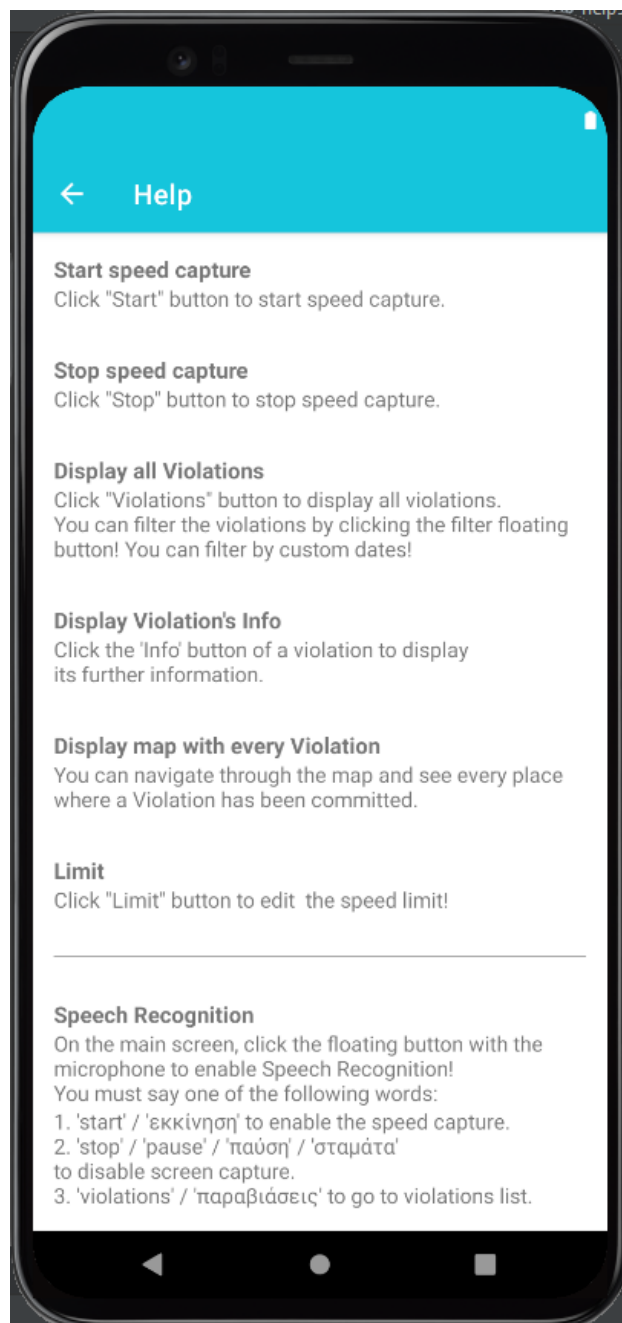 Help
Start speed capture
Click "Start" button to start speed capture.
Stop speed capture
Click "Stop" button to stop speed capture.
Display all Violations
Click "Violations" button to display all violations.
You can filter the violations by clicking the filter floating
button! You can filter by custom dates!
Display Violation's Info
Click the 'Info' button of a violation to display
its further information.
Display map with every Violation
You can navigate through the map and see every place
where a Violation has been committed.
Limit
Click "Limit" button to edit  the speed limit!
Speech Recognition
On the main screen, click the floating button with the
microphone to enable Speech Recognition!
You must say one of the following words:
1. 'start' / 'εκκίνηση' to enable the speed capture.
2. 'stop' / 'pause' / 'παύση' / 'σταμάτα'
to disable screen capture.
3. 'violations' / 'παραβιάσεις' to go to violations list.